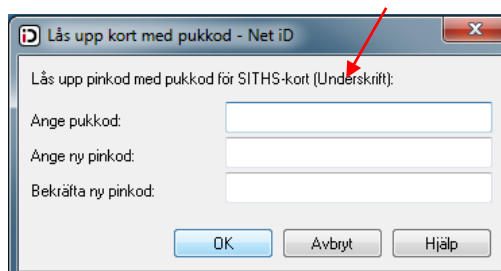 Lås upp kort med pukkod - Net iD
Lås upp pinkod med pukkod för SITHS-kort (Underskrift):
Ange pukkod:
Ange ny pinkod:
Bekräfta ny pinkod:
OK Avbryt Hjälp